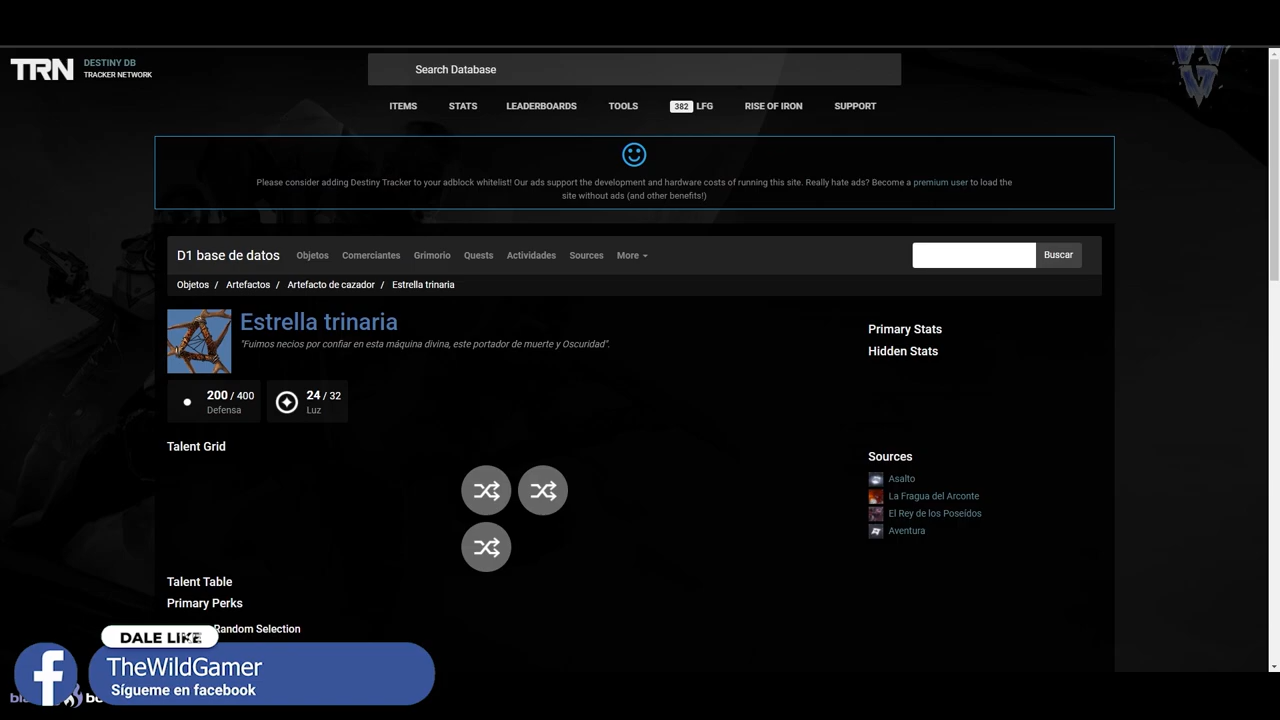 TRN
DESTINY DB
TRACKER NETWORK
Search Database
ITEMS STATS LEADERBOARDS TOOLS 382 LFG RISE OF IRON SUPPORT
Please consider adding Destiny Tracker to your adblock whitelist! Our ads support the development and hardware costs of running this site. Really hate ads? Become a premium user to load the
site without ads (and other benefits!)
D1 base de datos Objetos Comerciantes Grimorio Quests Actividades Sources More Buscar
Objetos / Artefactos / Artefacto de cazador / Estrella trinaria
Estrella trinaria
"Fuimos necios por confiar en esta máquina divina, este portador de muerte y Oscuridad".
200 / 400
Defensa
24 / 32
Luz
Primary Stats
Hidden Stats
Talent Grid
Sources
Asalto
La Fragua del Arconte
El Rey de los Poseídos
Aventura
Talent Table
Primary Perks
Random Selection
DALE LIKE
TheWildGamer
Sígueme en facebook